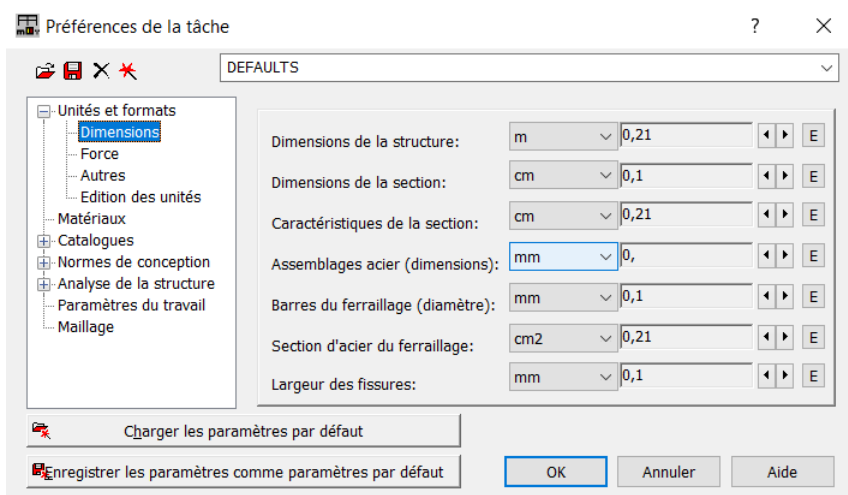 Préférences de la tâche
?
DEFAULTS
Unités et formats
Dimensions
Force
Autres
Edition des unités
Matériaux
Catalogues
Normes de conception
Analyse de la structure
Paramètres du travail
Maillage
Dimensions de la structure: m 0,21 E
Dimensions de la section: cm 0,1 E
Caractéristiques de la section: cm 0,21 E
Assemblages acier (dimensions): mm 0, E
Barres du ferraillage (diamètre): mm 0,1 E
Section d'acier du ferraillage: cm2 0,21 E
Largeur des fissures: mm 0,1 E
Charger les paramètres par défaut
Enregistrer les paramètres comme paramètres par défaut
OK Annuler Aide